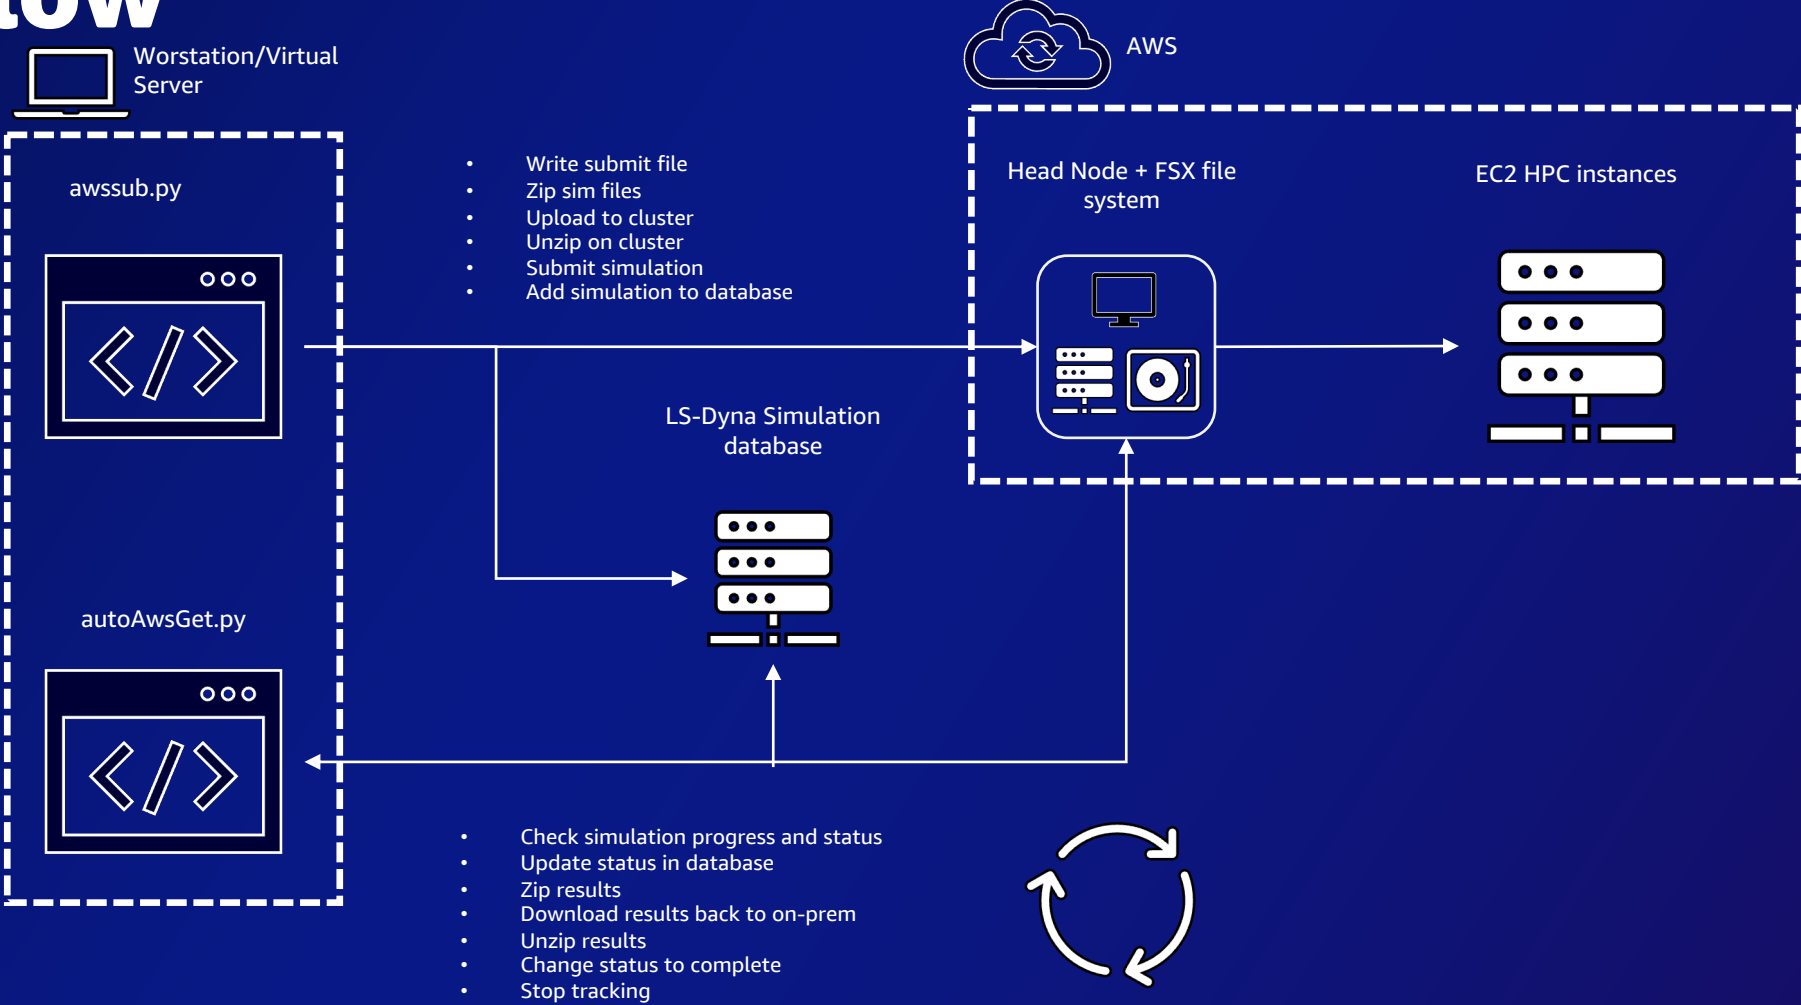 low
Worstation/Virtual
Server
AWS
awssub.py
• Write submit file
• Zip sim files
• Upload to cluster
• Unzip on cluster
• Submit simulation
• Add simulation to database
Head Node + FSX file
system
EC2 HPC instances
LS-Dyna Simulation
database
autoAwsGet.py
• Check simulation progress and status
• Update status in database
• Zip results
• Download results back to on-prem
• Unzip results
• Change status to complete
• Stop tracking